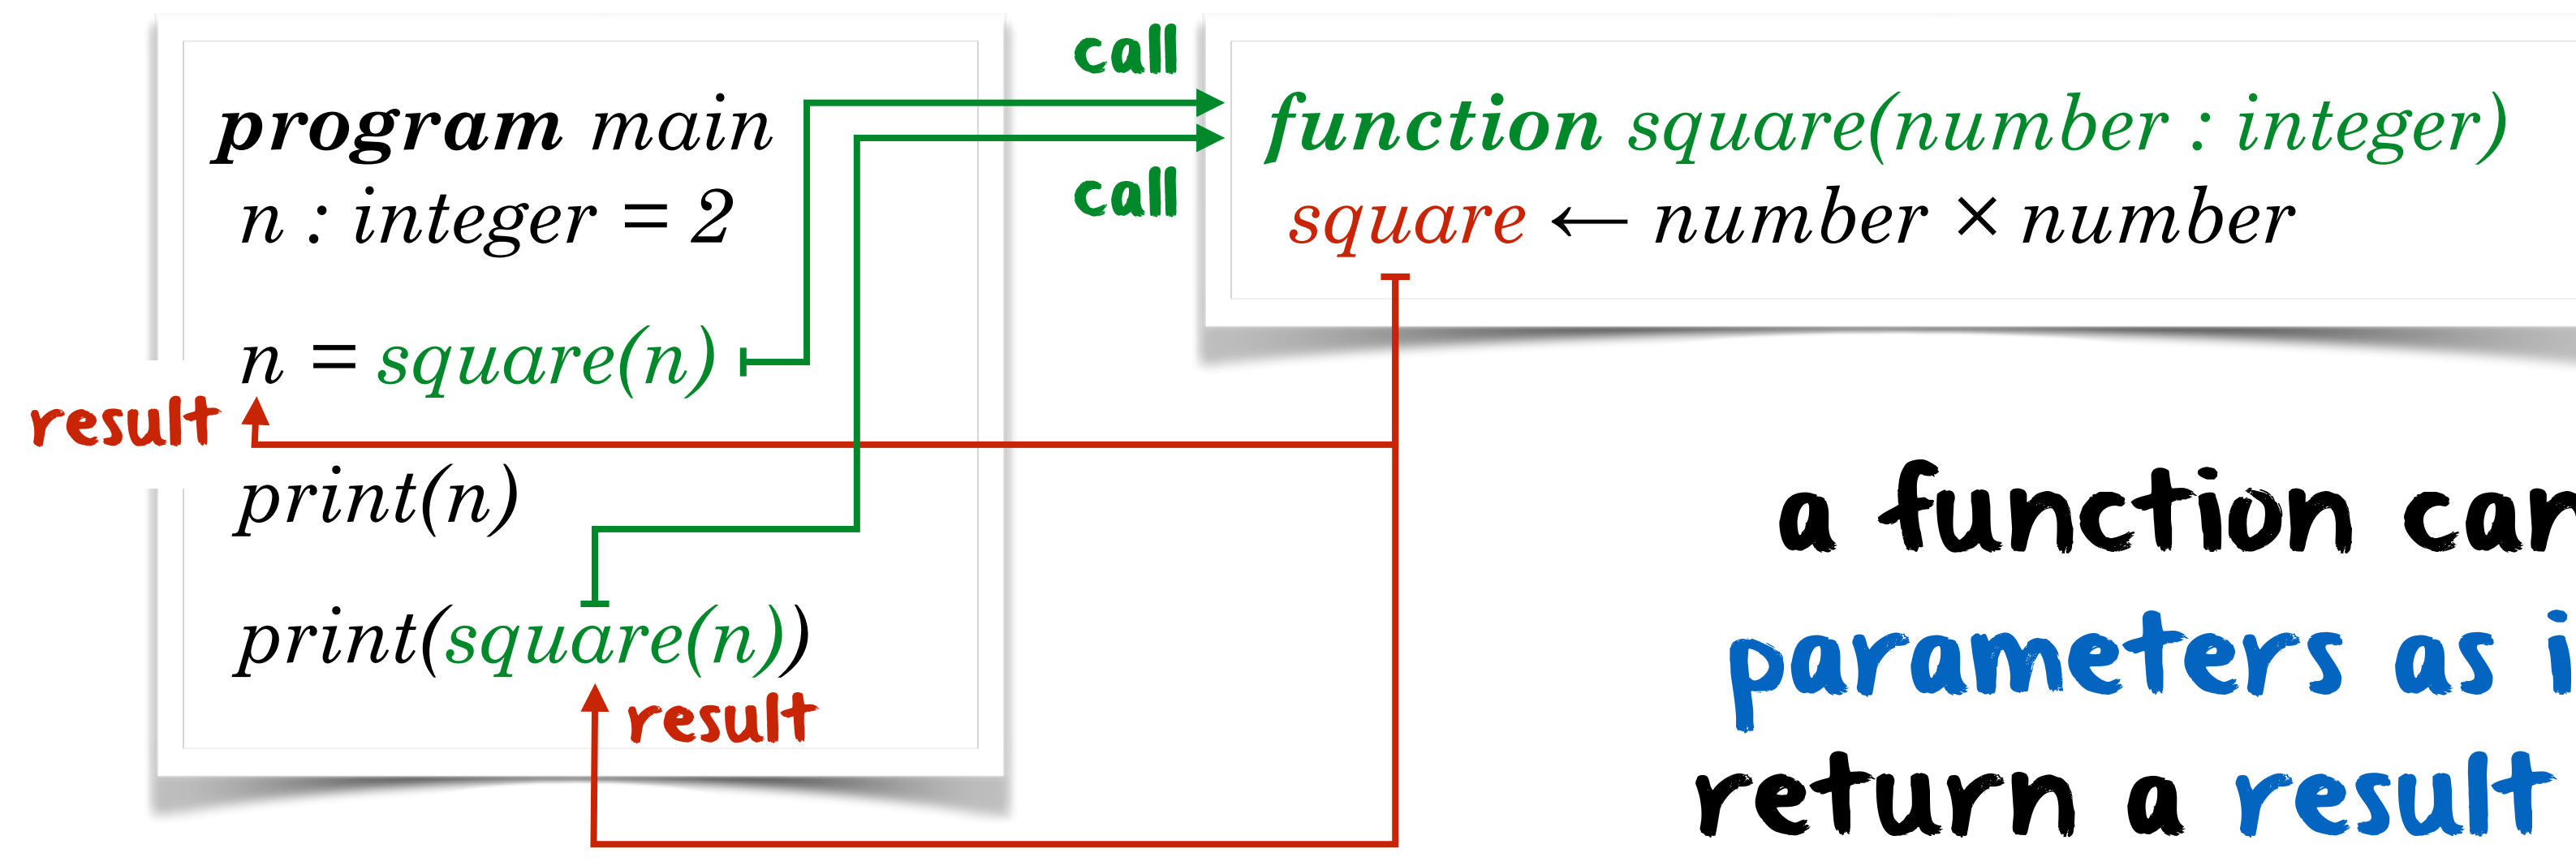 program main
n : integer = 2
n = square(n)
result
print(n)
print(square(n))
result
call
call
function square(number : integer)
square ← number × number
a function can
parameters as
return a result